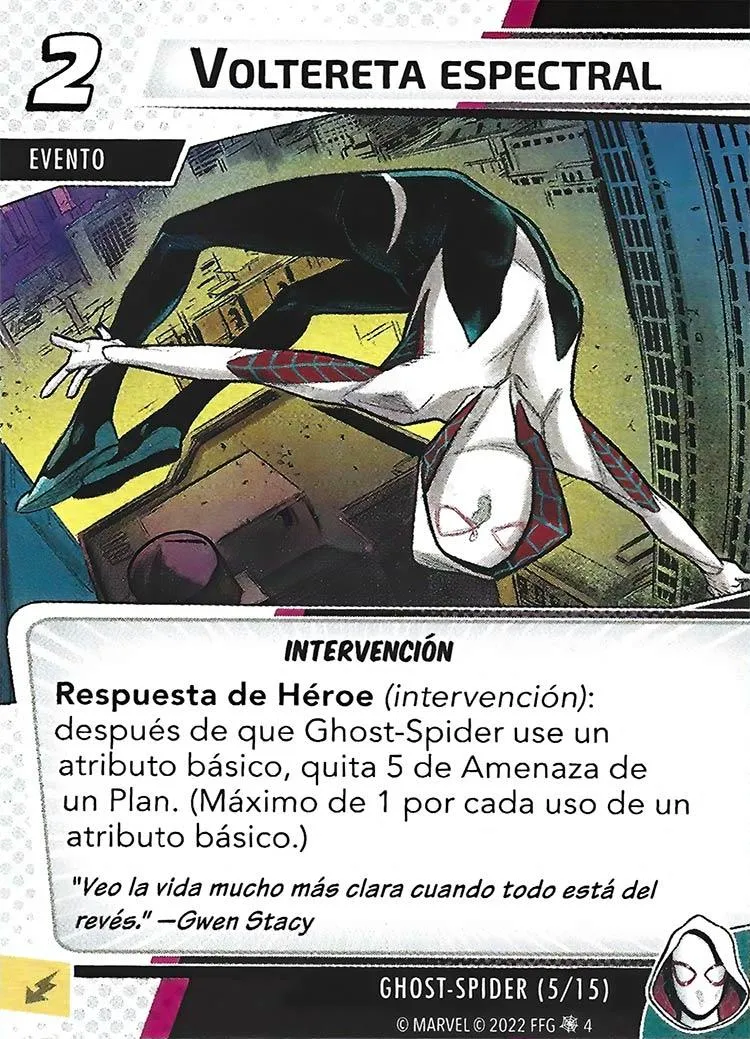 2
VOLTERETA ESPECTRAL
EVENTO
INTERVENCIÓN
Respuesta de Héroe (intervención):
después de que Ghost-Spider use un
atributo básico, quita 5 de Amenaza de
un Plan. (Máximo de 1 por cada uso de un
atributo básico.)
"Veo la vida mucho más clara cuando todo está del
revés." —Gwen Stacy
GHOST-SPIDER (5/15)
© MARVEL © 2022 FFG 4